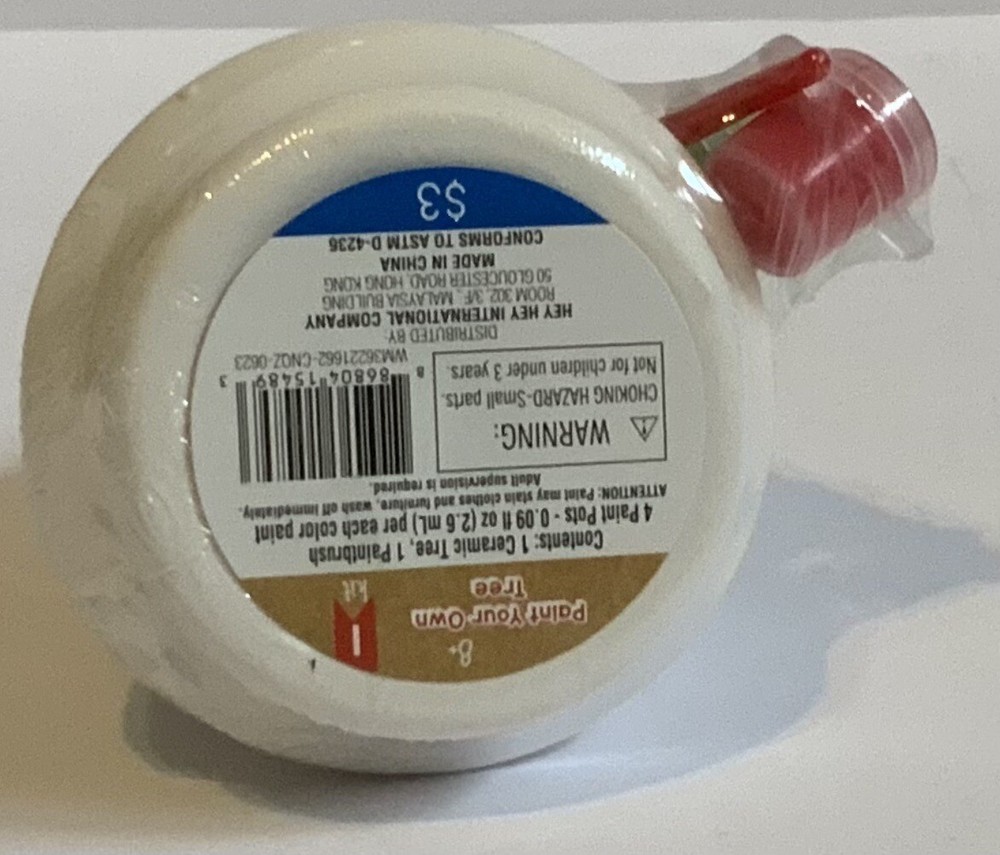 8+
Paint Your Own
Tree
1
kit
Contents: 1 Ceramic Tree, 1 Paintbrush
4 Paint Pots - 0.09 fl oz (2.6 mL) per each color paint
ATTENTION: Paint may stain clothes and furniture, wash off immediately.
Adult supervision is required.
WARNING:
CHOKING HAZARD-Small parts.
Not for children under 3 years.
8 86804 15489 3
WM36221662-CNQZ-0623
DISTRIBUTED BY:
HEY HEY INTERNATIONAL COMPANY
ROOM 302, 3/F., MALAYSIA BUILDING
50 GLOUCESTER ROAD, HONG KONG
MADE IN CHINA
CONFORMS TO ASTM D-4236
$3